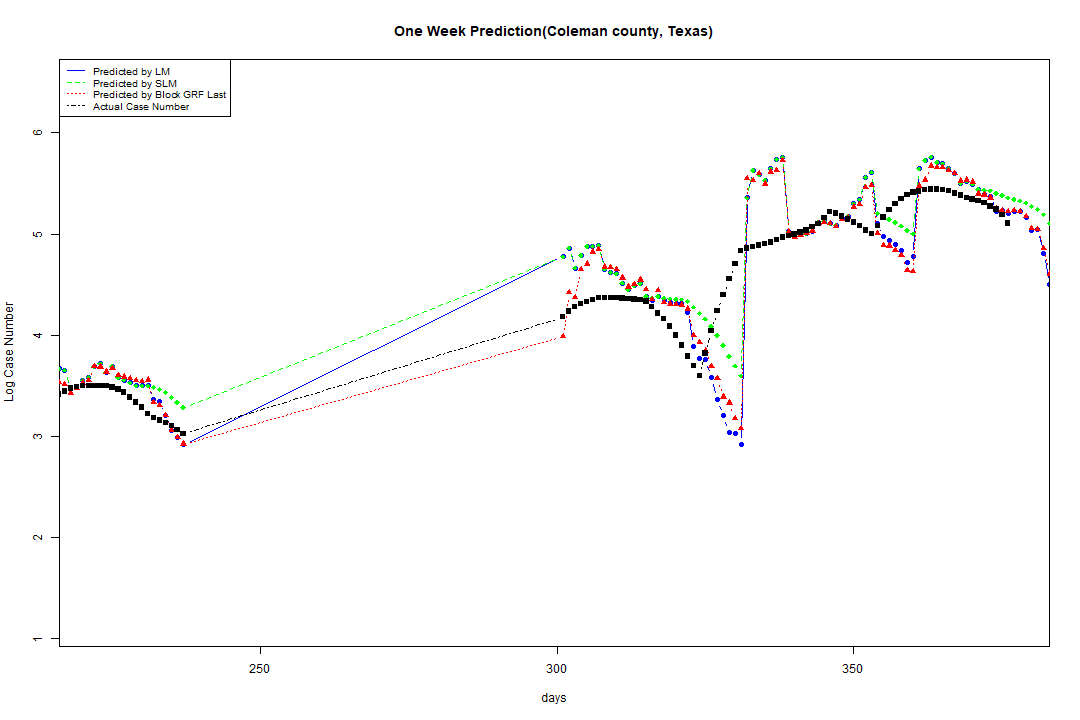 One Week Prediction(Coleman county, Texas)
Predicted by LM
Predicted by SLM
Predicted by Block GRF Last
Actual Case Number
6
5
4
3
2
1
Log Case Number
250 300 350
days